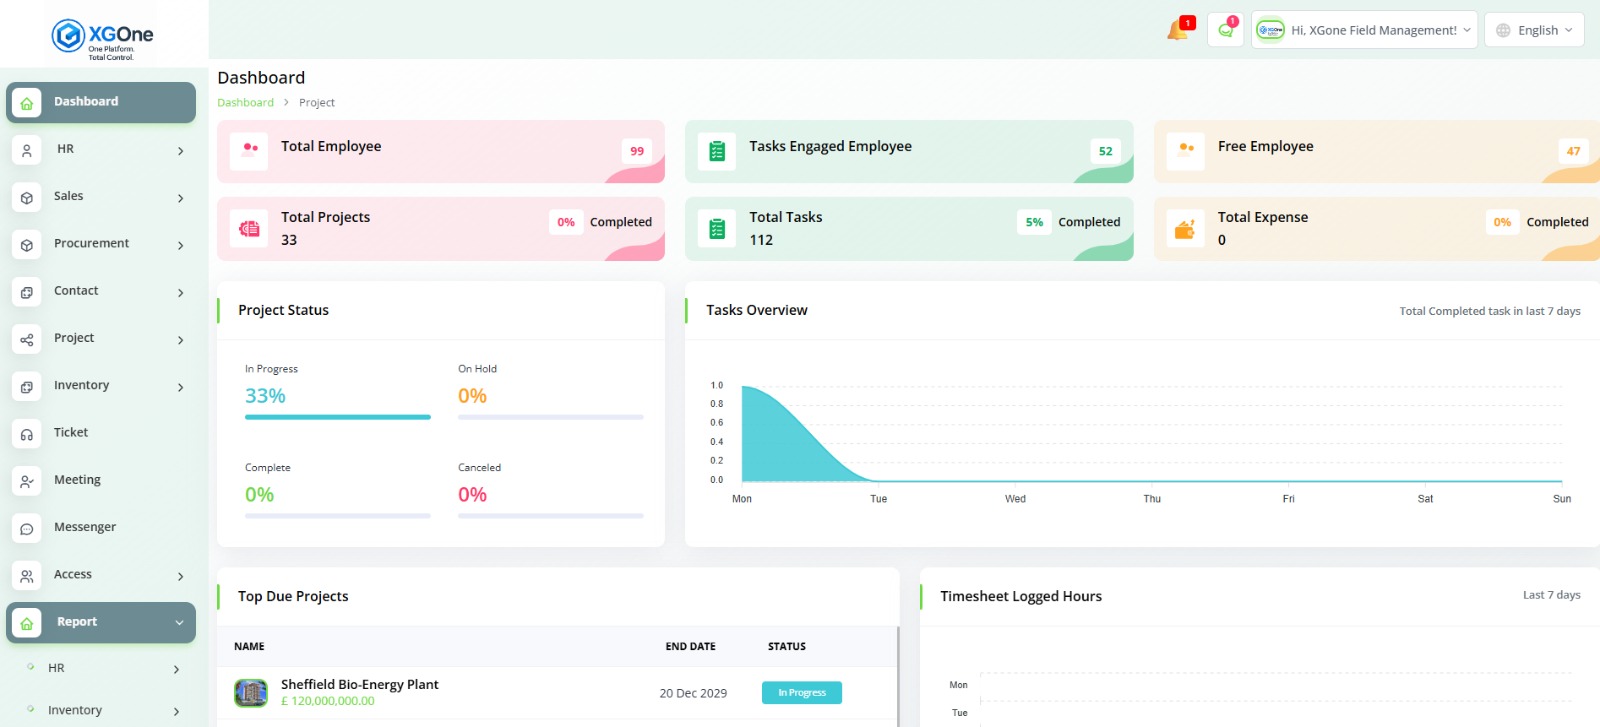 XGOne
One Platform.
Total Control.
1
1
Hi, XGone Field Management!
English
Dashboard
HR
Sales
Procurement
Contact
Project
Inventory
Ticket
Meeting
Messenger
Access
Report
HR
Inventory
Dashboard
Dashboard > Project
Total Employee
99
Tasks Engaged Employee
52
Free Employee
47
Total Projects
33
0% Completed
Total Tasks
112
5% Completed
Total Expense
0
0% Completed
Project Status
In Progress
33%
On Hold
0%
Complete
0%
Canceled
0%
Tasks Overview
Total Completed task in last 7 days
1.0
0.8
0.6
0.4
0.2
0.0
Mon Tue Wed Thu Fri Sat Sun
Top Due Projects
NAME END DATE STATUS
Sheffield Bio-Energy Plant
£ 120,000,000.00
20 Dec 2029
In Progress
Timesheet Logged Hours
Last 7 days
Mon
Tue